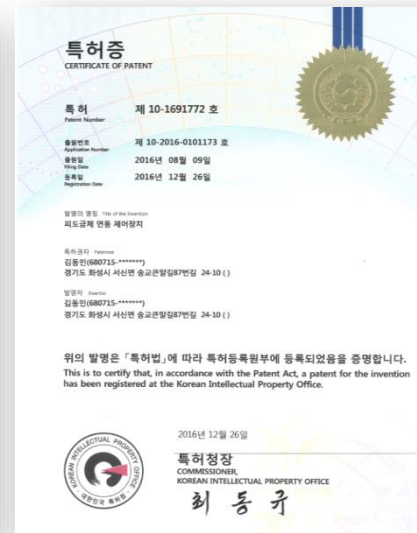 특허증
CERTIFICATE OF PATENT
특 허 제 10-1691772 호
Patent Number
출원번호 제 10-2016-0101173 호
Application Number
출원일 2016년 08월 09일
Filing Date
등록일 2016년 12월 26일
Registration Date
발명의 명칭 Title of the Invention
피도금체 연동 제어장치
특허권자 Patentee
김동민(680715-*******)
경기도 화성시 서신면 송교큰말길87번길 24-10 ( )
발명자 Inventor
김동민(680715-*******)
경기도 화성시 서신면 송교큰말길87번길 24-10 ( )
위의 발명은 「특허법」에 따라 특허등록원부에 등록되었음을 증명합니다.
This is to certify that, in accordance with the Patent Act, a patent for the invention
has been registered at the Korean Intellectual Property Office.
2016년 12월 26일
특허청장
COMMISSIONER,
KOREAN INTELLECTUAL PROPERTY OFFICE
최동규
KOREAN INTELLECTUAL PROPERTY OFFICE
대한민국 특허청